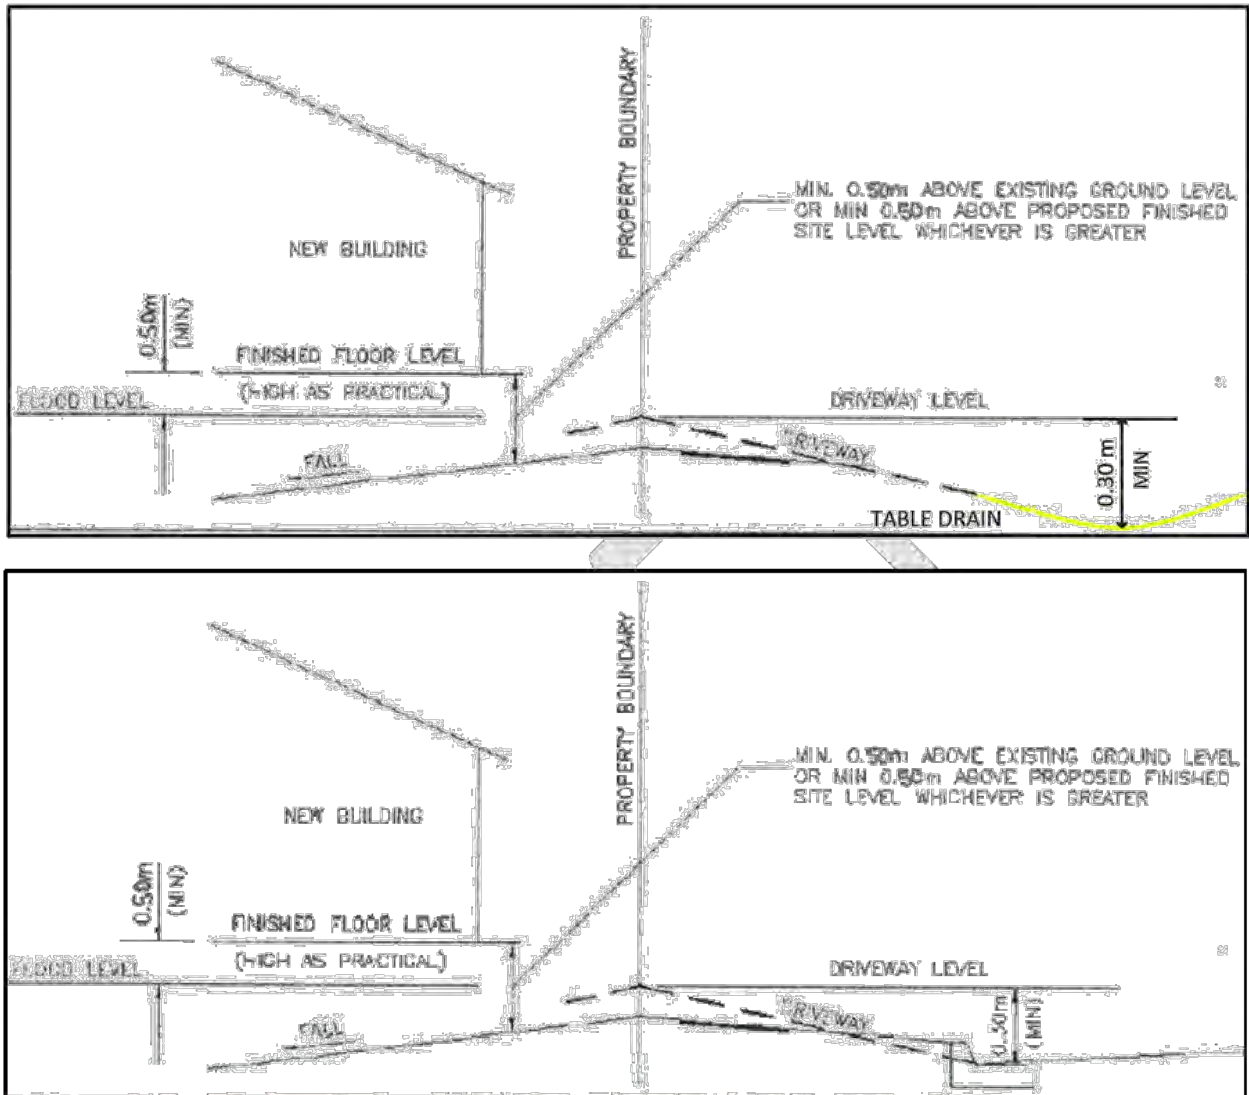 PROPERTY BOUNDARY
MIN. 0.50m ABOVE EXISTING GROUND LEVEL
OR MIN 0.50m ABOVE PROPOSED FINISHED
SITE LEVEL WHICHEVER IS GREATER
NEW BUILDING
0.50m
(MIN)
FINISHED FLOOR LEVEL
(HIGH AS PRACTICAL)
FLOOD LEVEL
DRIVEWAY LEVEL
FALL
DRIVEWAY
0.30 m
MIN
TABLE DRAIN
PROPERTY BOUNDARY
MIN. 0.50m ABOVE EXISTING GROUND LEVEL
OR MIN 0.50m ABOVE PROPOSED FINISHED
SITE LEVEL WHICHEVER IS GREATER
NEW BUILDING
0.50m
(MIN)
FINISHED FLOOR LEVEL
(HIGH AS PRACTICAL)
FLOOD LEVEL
DRIVEWAY LEVEL
FALL
DRIVEWAY
0.30m
(MIN)